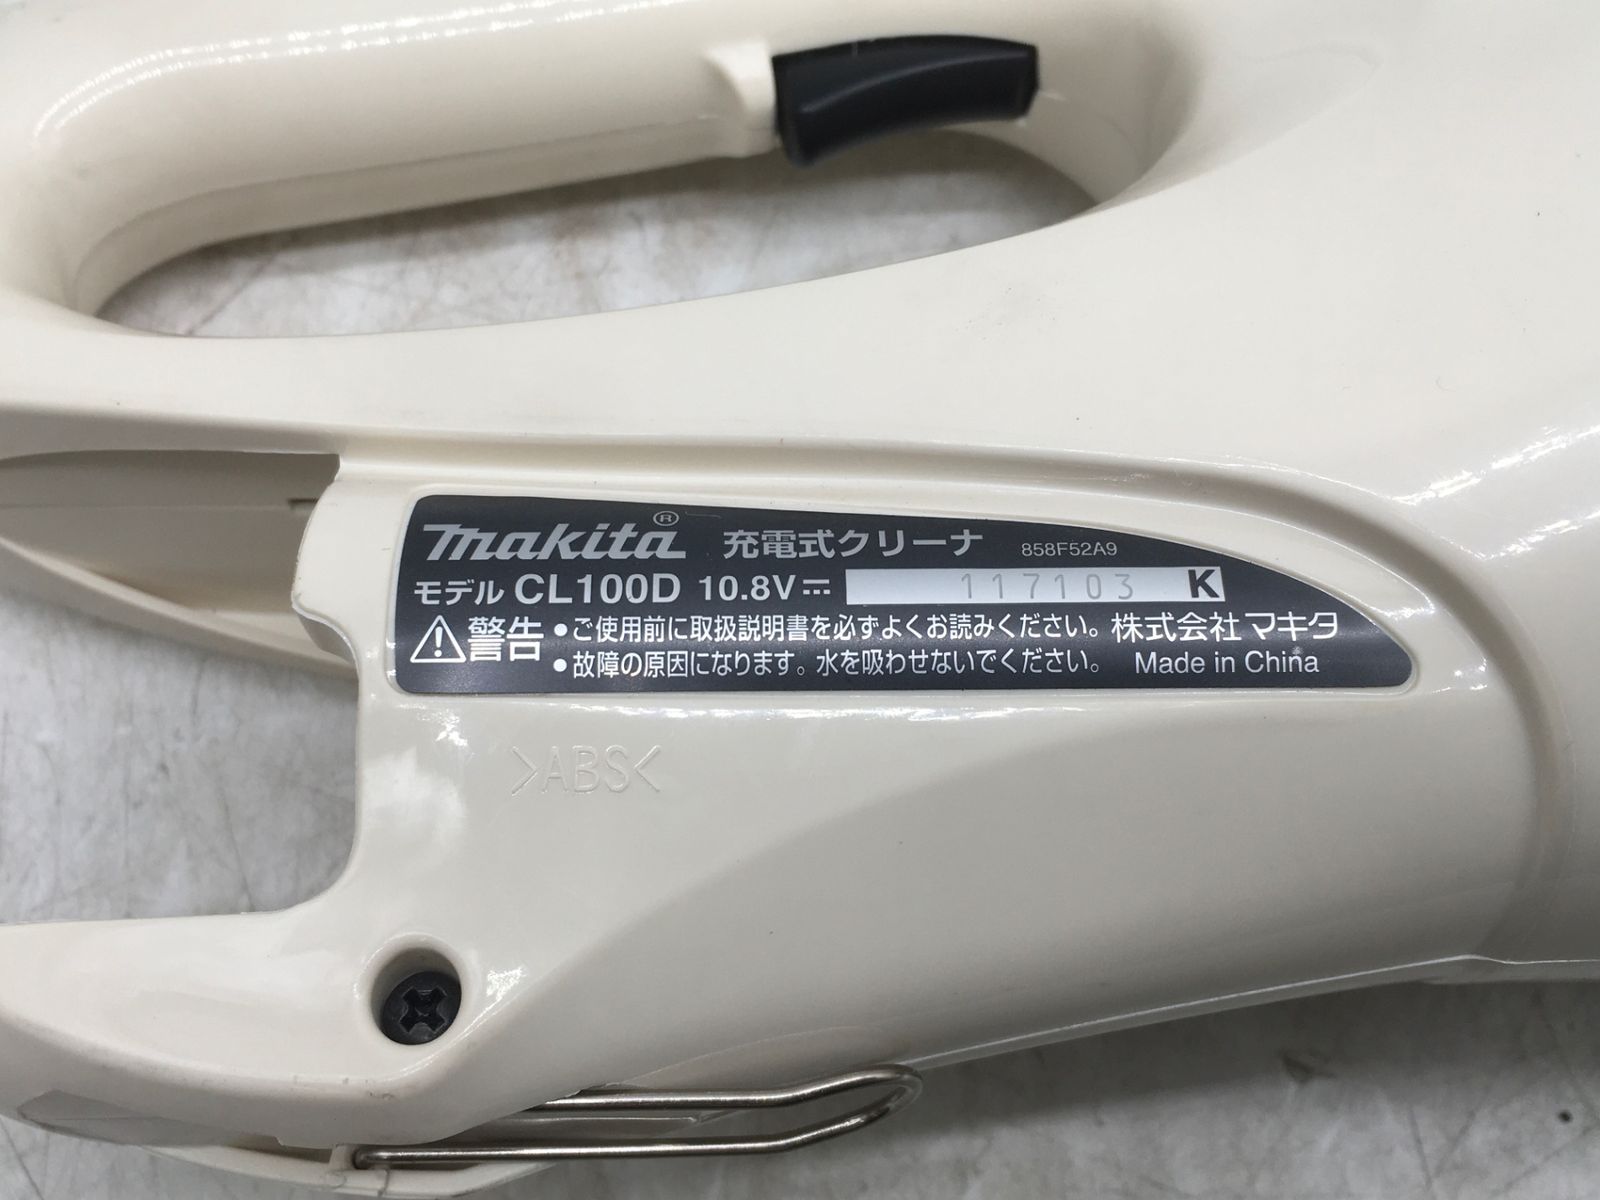 makita® 充電式クリーナ 858F52A9
モデル CL100D 10.8V⎓ 117103 K
⚠警告 •ご使用前に取扱説明書を必ずよくお読みください。 株式会社マキタ
•故障の原因になります。水を吸わせないでください。 Made in China
>ABS<